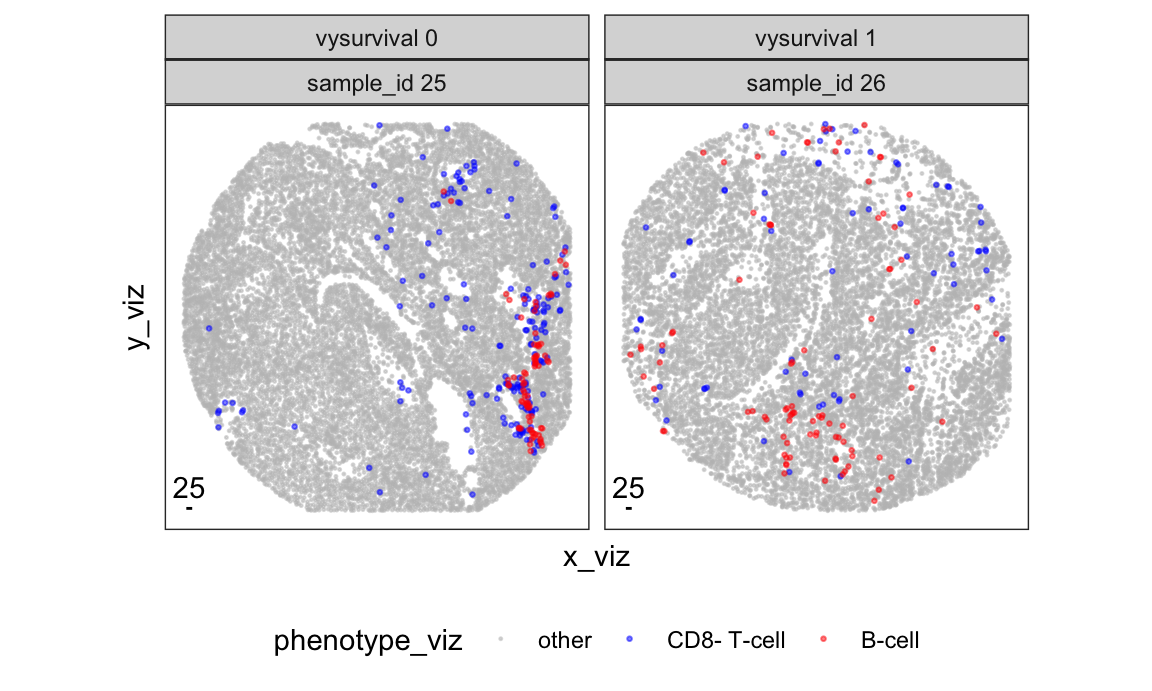 vysurvival 0
vysurvival 1
sample_id 25
sample_id 26
y_viz
25
25
x_viz
phenotype_viz other CD8- T-cell B-cell